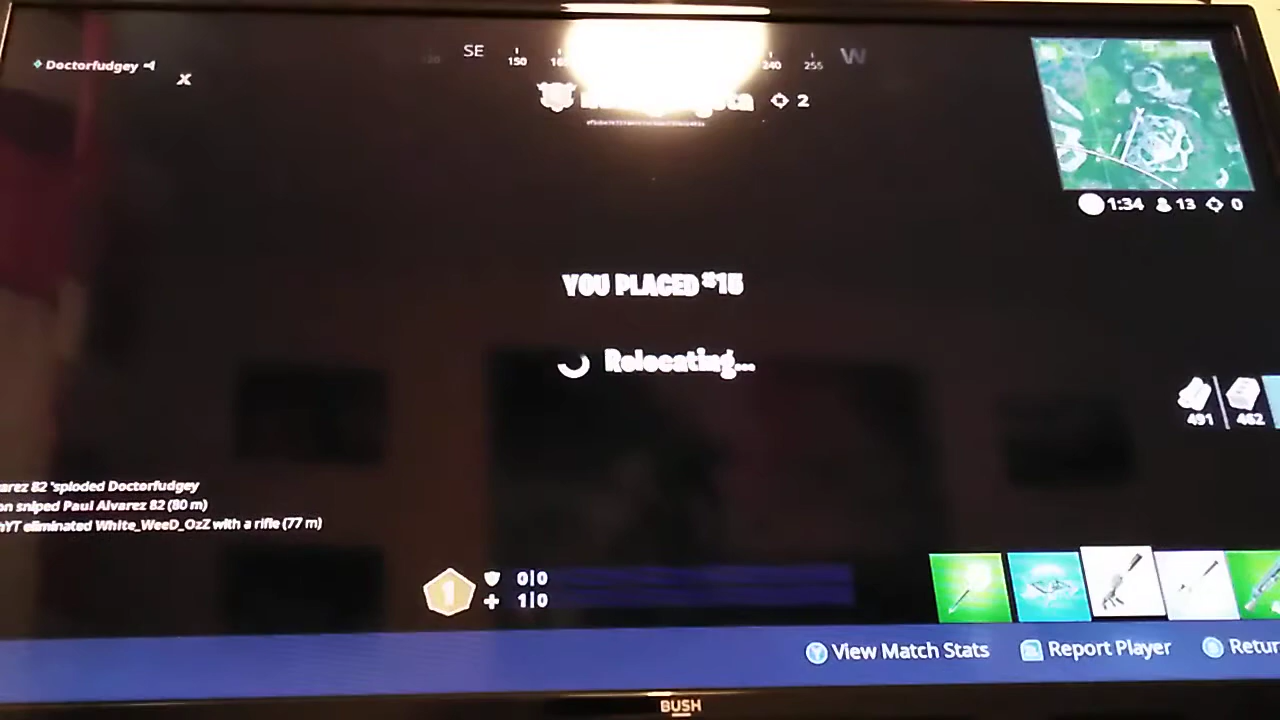 Doctorfudgey
X
SE 150 240 255 W
2
1:34 13 0
YOU PLACED #15
Relocating...
491 462
arez 82 'sploded Doctorfudgey
on sniped Paul Alvarez 82 (80 m)
YT eliminated White_WeeD_OzZ with a rifle (77 m)
1
0|0
1|0
View Match Stats Report Player Retur
BUSH